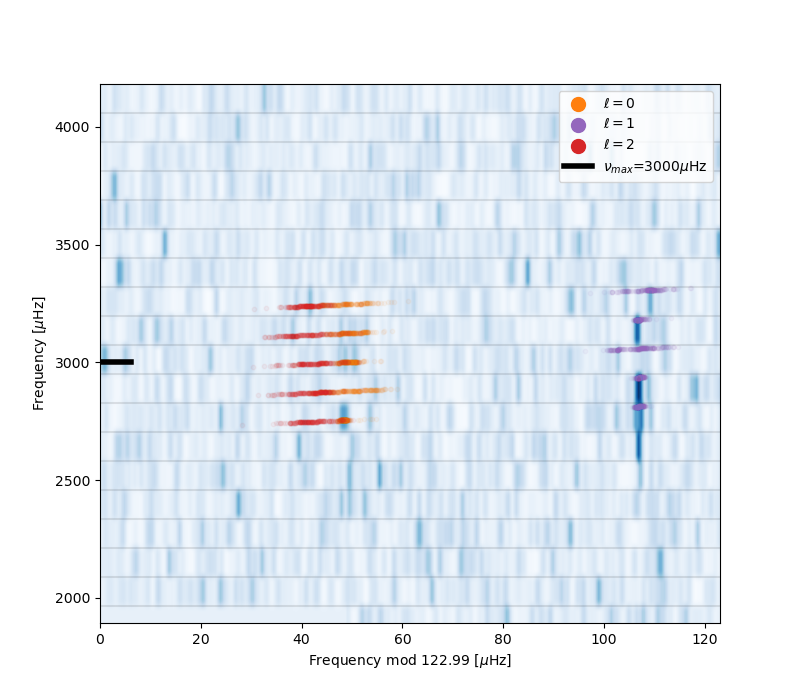 ℓ = 0
ℓ = 1
ℓ = 2
ν_max=3000μHz
4000
3500
3000
2500
2000
Frequency [μHz]
0 20 40 60 80 100 120
Frequency mod 122.99 [μHz]